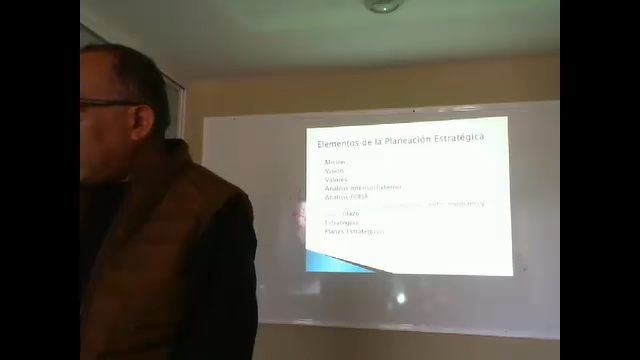 Elementos de la Planeación Estratégica
Misión
Visión
Valores
Análisis Interno/Externo
Análisis FODA
plazo
Estrategias
Planes Estratégicos